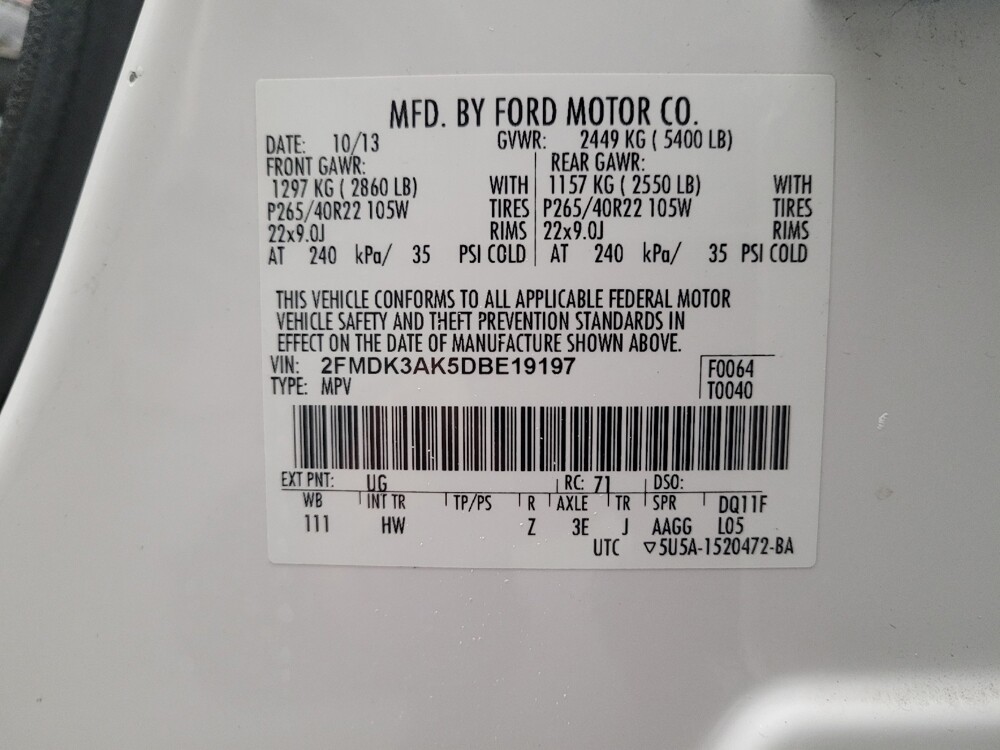 MFD. BY FORD MOTOR CO.
DATE: 10/13 GVWR: 2449 KG ( 5400 LB)
FRONT GAWR: REAR GAWR:
1297 KG ( 2860 LB) WITH 1157 KG ( 2550 LB) WITH
P265/40R22 105W TIRES P265/40R22 105W TIRES
22x9.0J RIMS 22x9.0J RIMS
AT 240 kPa/ 35 PSI COLD AT 240 kPa/ 35 PSI COLD
THIS VEHICLE CONFORMS TO ALL APPLICABLE FEDERAL MOTOR
VEHICLE SAFETY AND THEFT PREVENTION STANDARDS IN
EFFECT ON THE DATE OF MANUFACTURE SHOWN ABOVE.
VIN: 2FMDK3AK5DBE19197 F0064
TYPE: MPV T0040
EXT PNT: UG RC: 71 DSO:
WB INT TR TP/PS R AXLE TR SPR DQ11F
111 HW Z 3E J AAGG L05
UTC ▽5U5A-1520472-BA